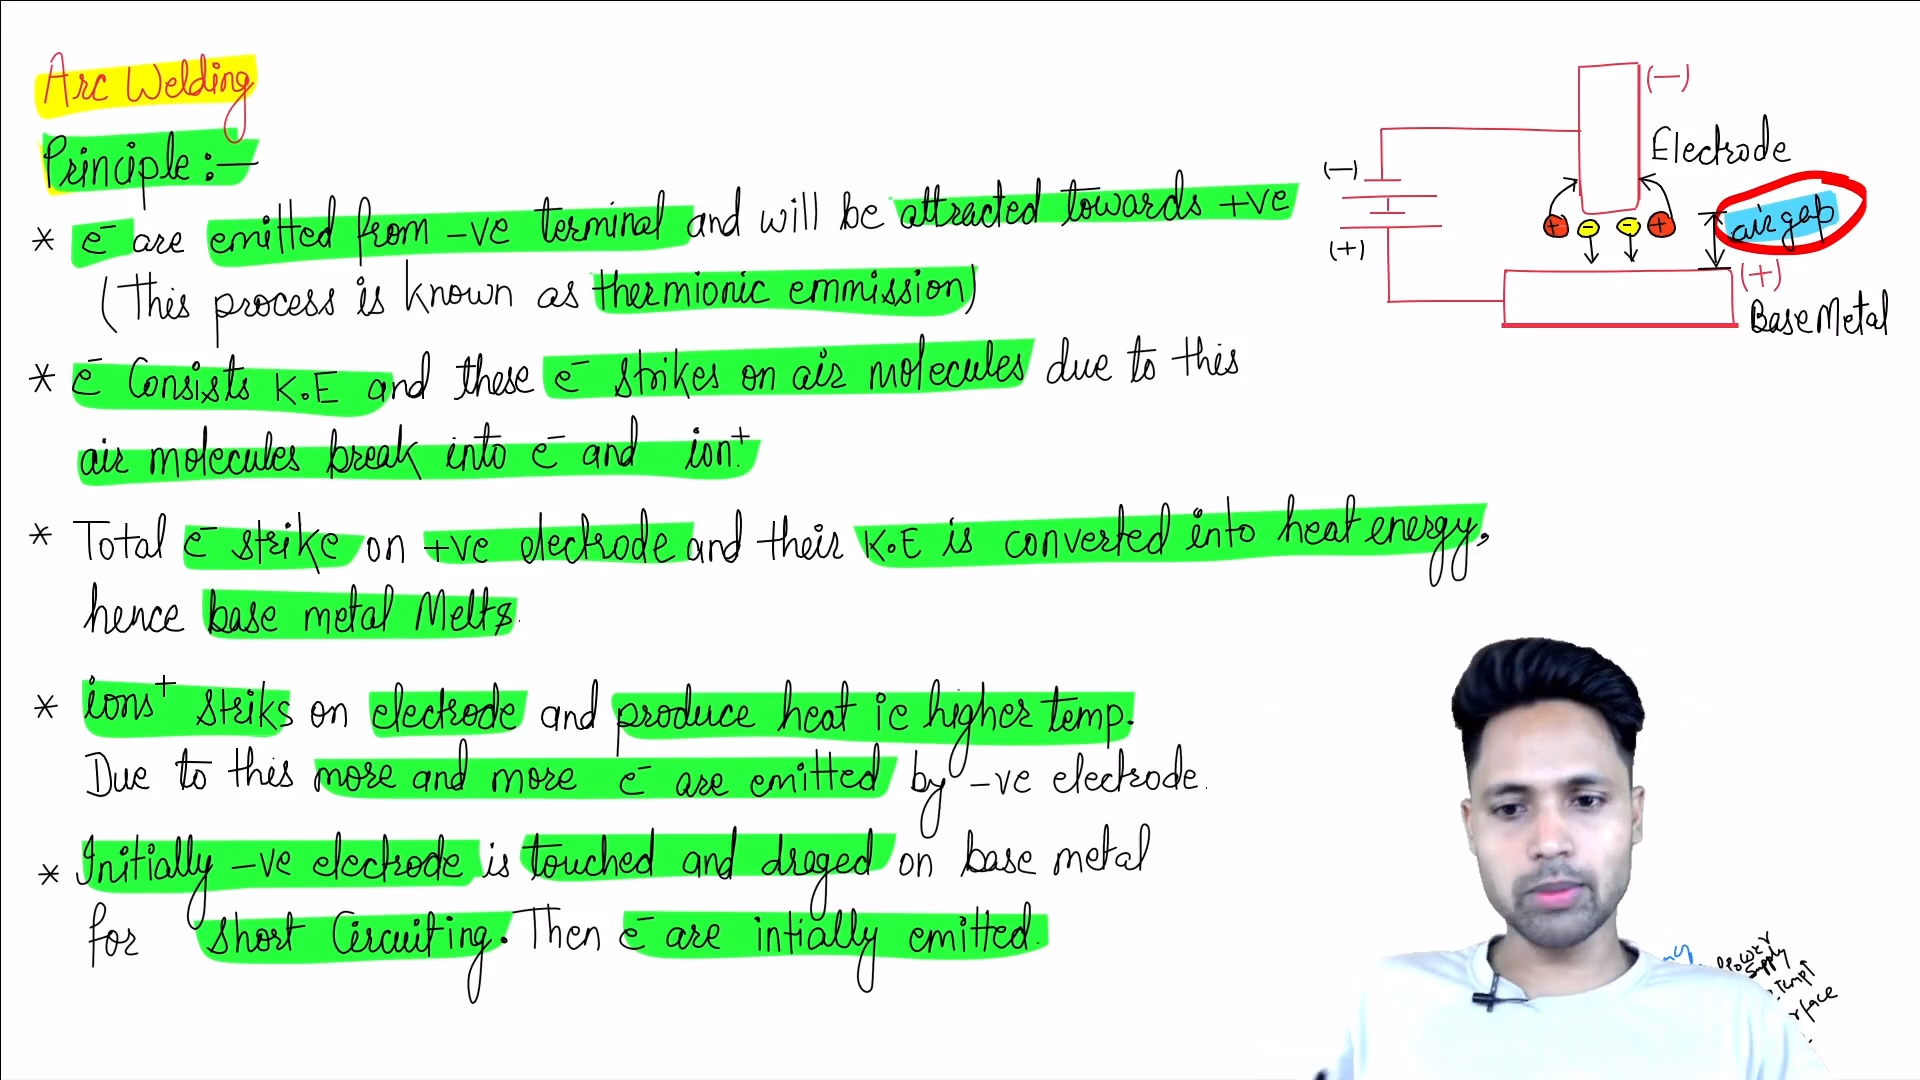 Arc Welding
Principle :—
* e⁻ are emitted from -ve terminal and will be attracted towards +ve
(This process is known as thermionic emmission)
* e⁻ Consists K.E and these e⁻ strikes on air molecules due to this
air molecules break into e⁻ and ion⁺.
* Total e⁻ strike on +ve electrode and their K.E is converted into heat energy,
hence base metal Melts.
* ions⁺ striks on electrode and produce heat ie higher temp.
Due to this more and more e⁻ are emitted by -ve electrode.
* Initially -ve electrode is touched and draged on base metal
for Short Circuiting. Then e⁻ are intially emitted.
(-)
Electrode
(-)
(+)
+ - - +
air gap
(+)
Base Metal
Power
Supply
Temp↑